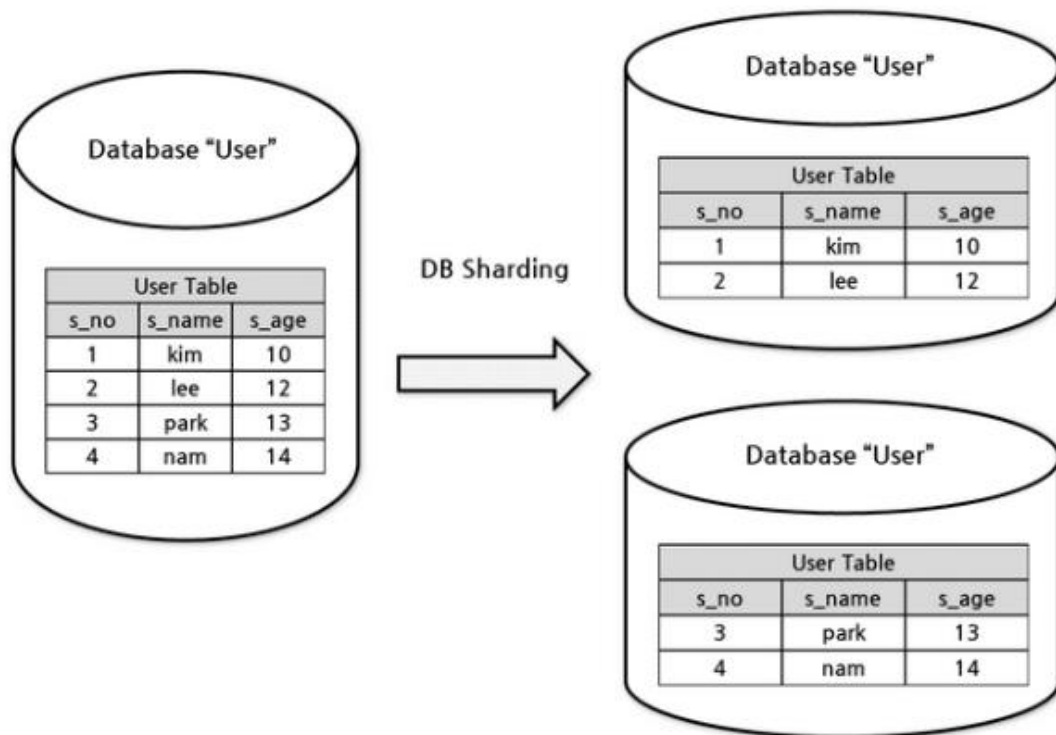 Database “User”
User Table
s_no s_name s_age
1 kim 10
2 lee 12
3 park 13
4 nam 14
DB Sharding
Database “User”
User Table
s_no s_name s_age
1 kim 10
2 lee 12
Database “User”
User Table
s_no s_name s_age
3 park 13
4 nam 14